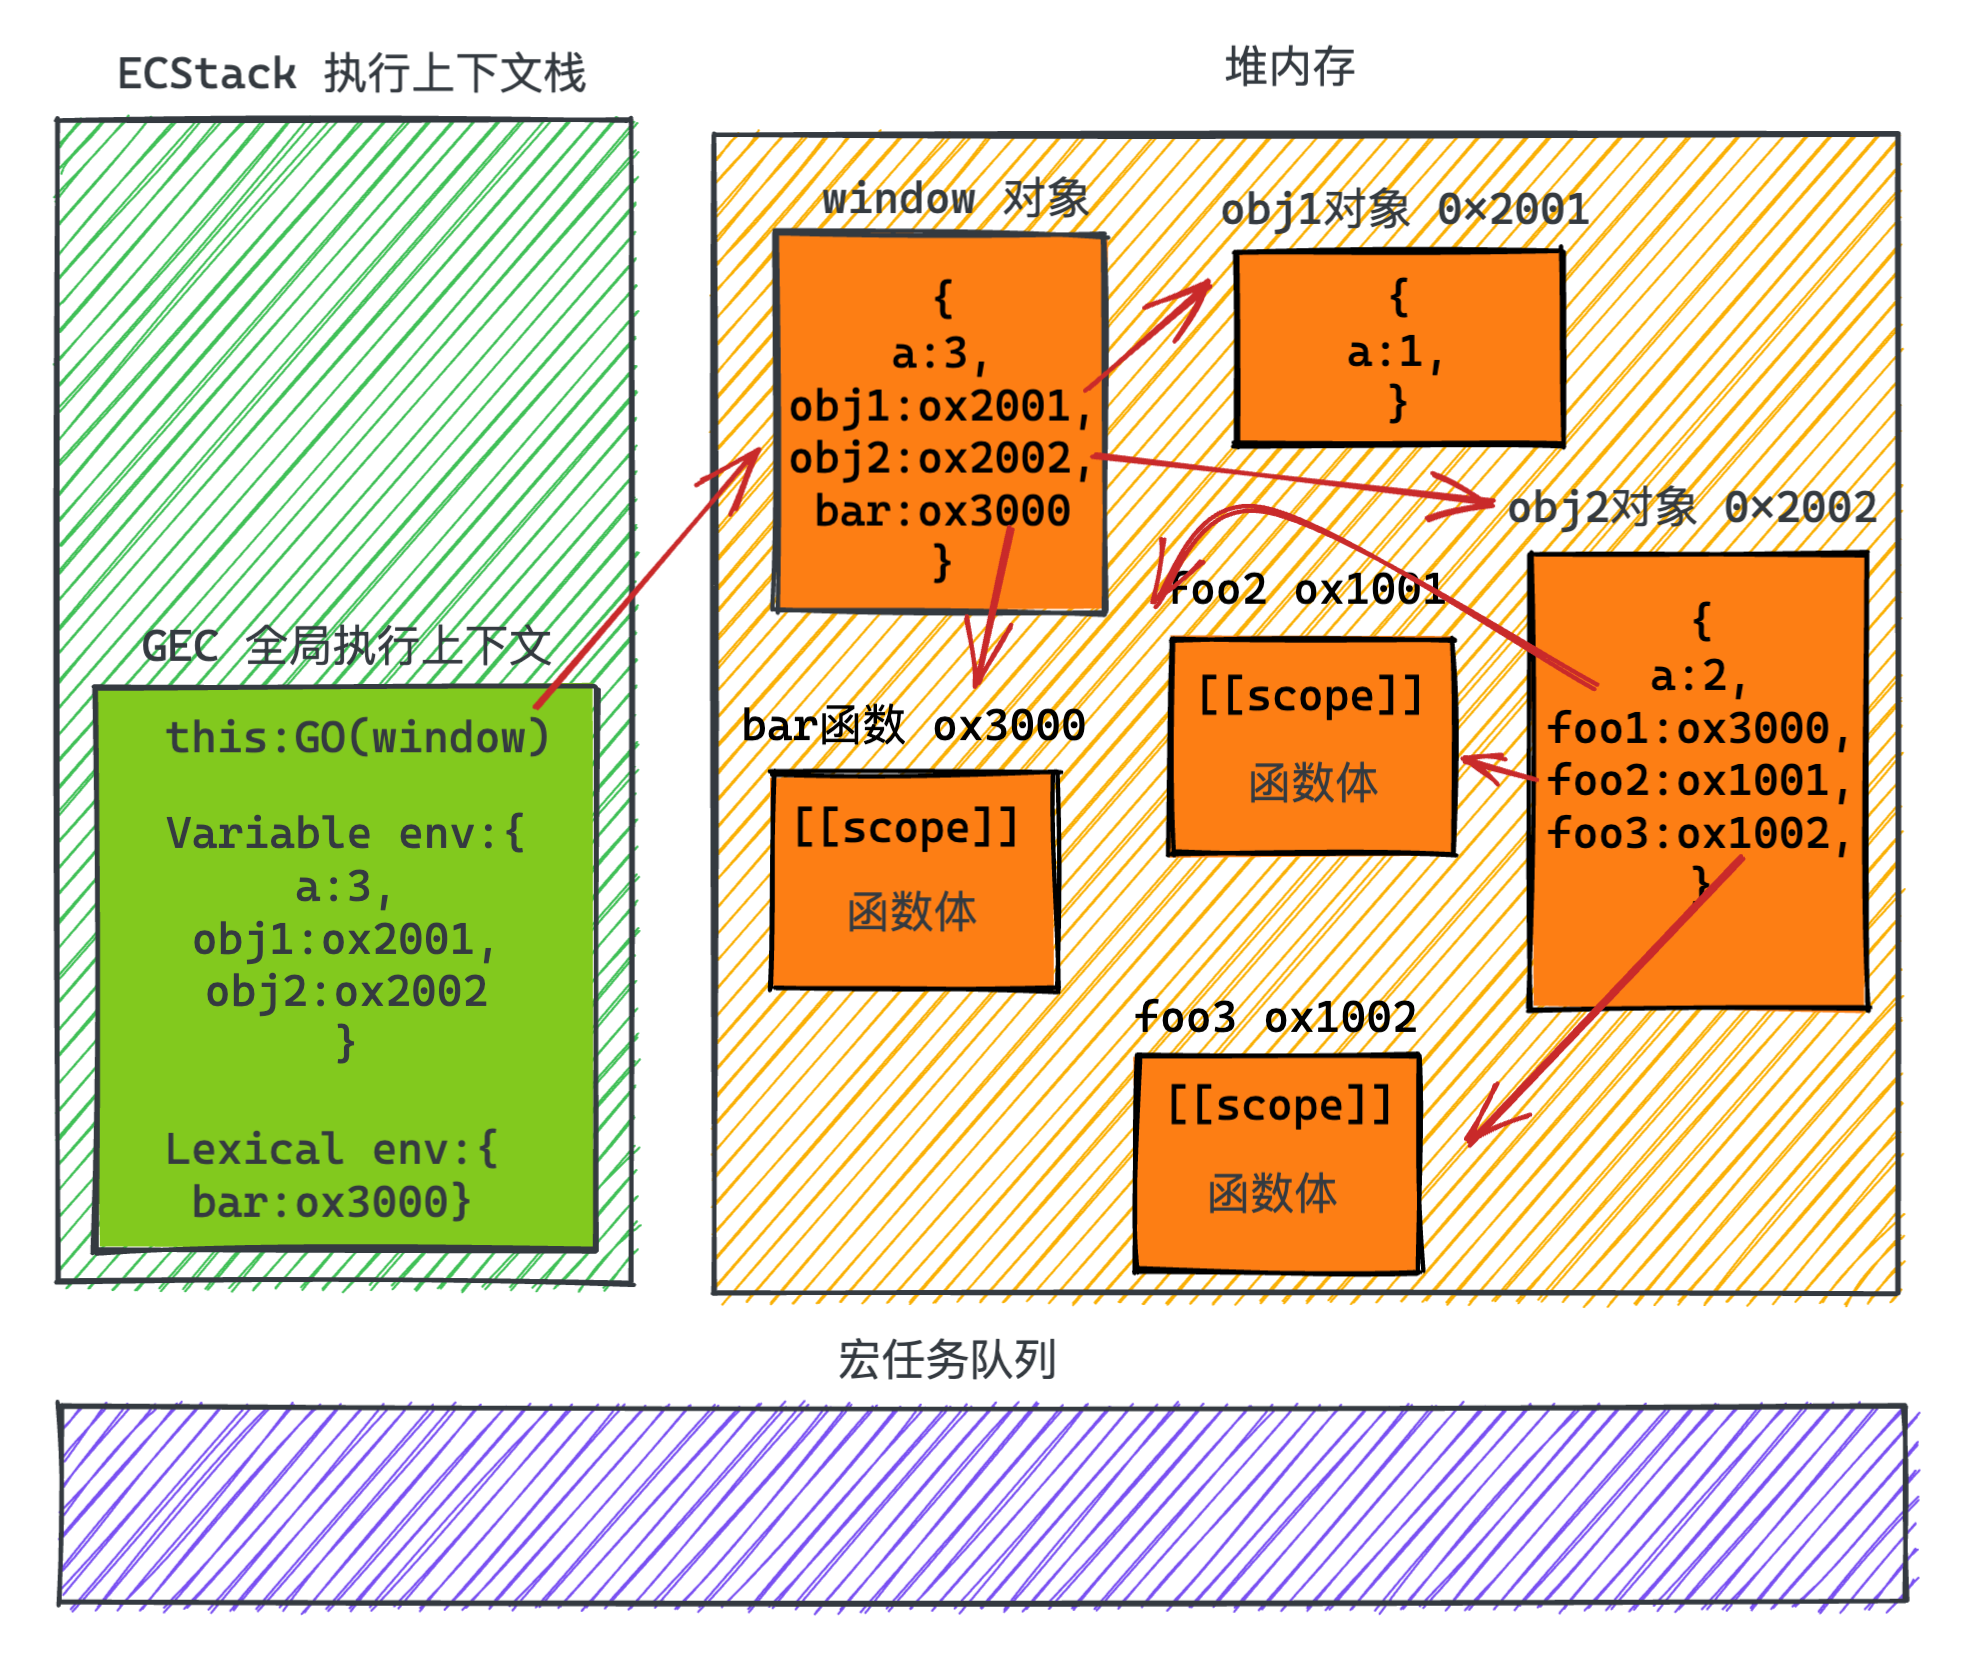 ECStack 执行上下文栈
GEC 全局执行上下文
this:GO(window)
Variable env:{
a:3,
obj1:ox2001,
obj2:ox2002
}
Lexical env:{
bar:ox3000}
堆内存
window 对象
{
a:3,
obj1:ox2001,
obj2:ox2002,
bar:ox3000
}
obj1对象 0×2001
{
a:1,
}
obj2对象 0×2002
{
a:2,
foo1:ox3000,
foo2:ox1001,
foo3:ox1002,
}
foo2 ox1001
[[scope]]
函数体
bar函数 ox3000
[[scope]]
函数体
foo3 ox1002
[[scope]]
函数体
宏任务队列